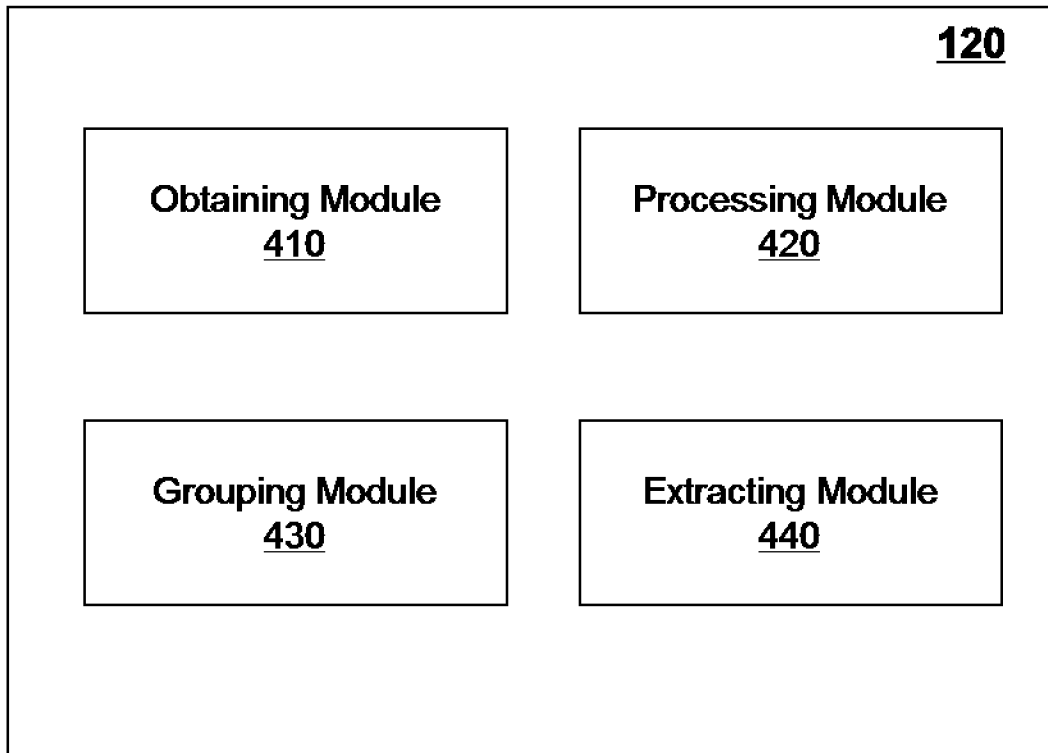 120
Obtaining Module
410
Processing Module
420
Grouping Module
430
Extracting Module
440